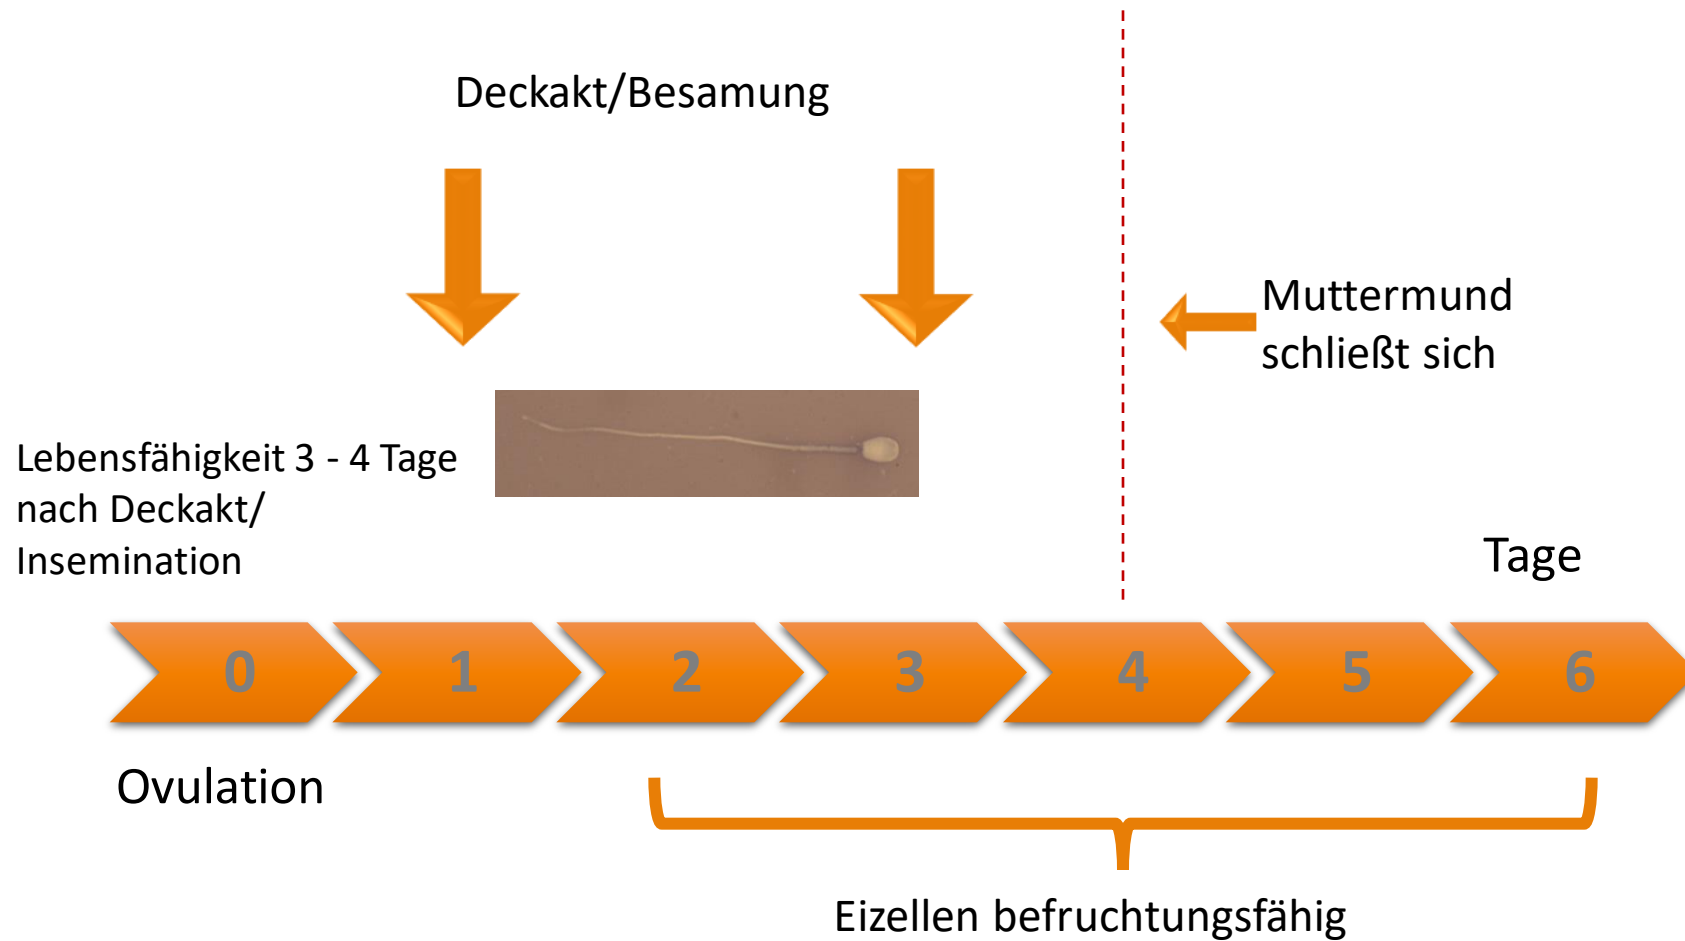 Deckakt/Besamung
Muttermund
schließt sich
Lebensfähigkeit 3 - 4 Tage
nach Deckakt/
Insemination
Tage
0 1 2 3 4 5 6
Ovulation
Eizellen befruchtungsfähig